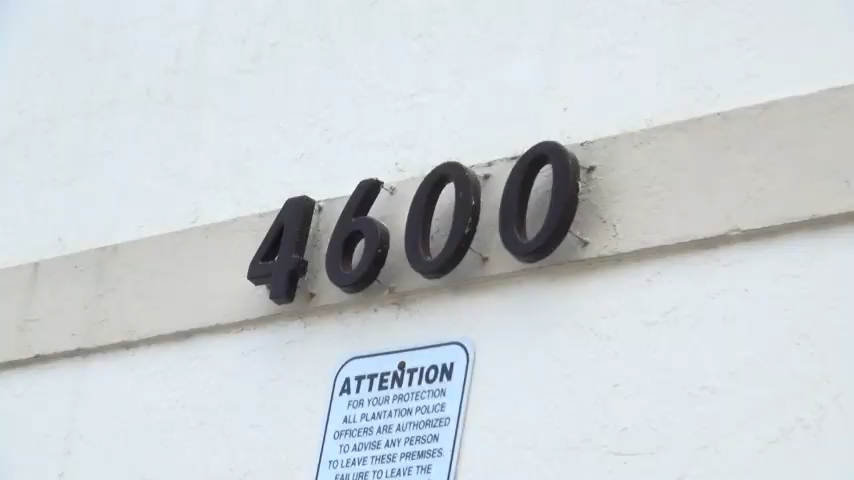 4600
ATTENTION
FOR YOUR PROTECTION
ALL PLANTATION POLICE
OFFICERS ARE AUTHORIZED
TO ADVISE ANY PERSON
TO LEAVE THESE PREMISES.
FAILURE TO LEAVE THE